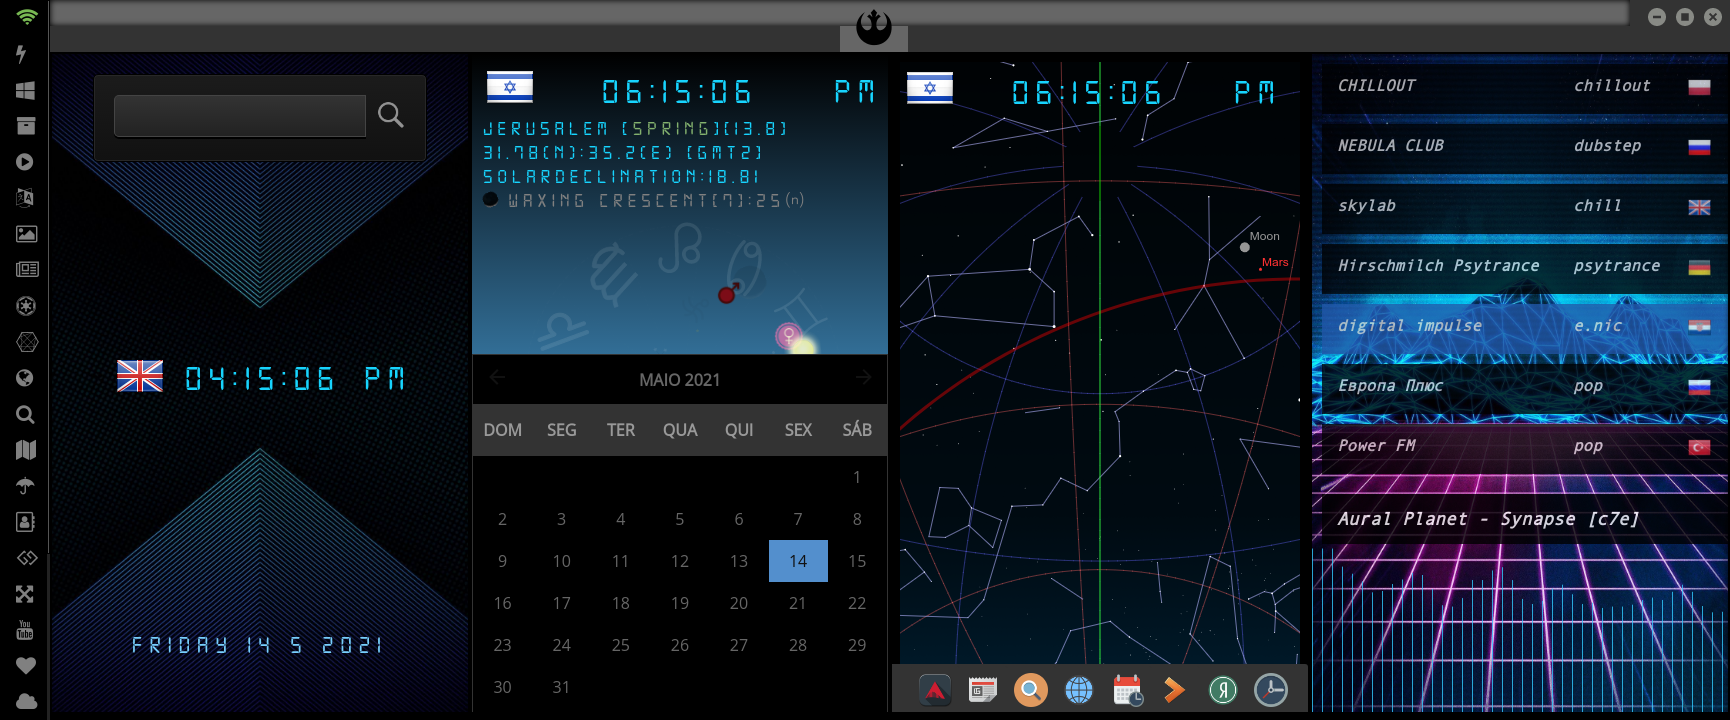 04:15:06 PM
FRIDAY 14 5 2021
06:15:06 PM
JERUSALEM [SPRING][13.8]
31.78(N):35.2(E) [GMT2]
SOLARDECLINATION:18.81
WAXING CRESCENT[7]:25(n)
MAIO 2021
DOM SEG TER QUA QUI SEX SÁB
1
2 3 4 5 6 7 8
9 10 11 12 13 14 15
16 17 18 19 20 21 22
23 24 25 26 27 28 29
30 31
06:15:06 PM
Moon
Mars
CHILLOUT chillout
NEBULA CLUB dubstep
skylab chill
Hirschmilch Psytrance psytrance
digital impulse e.nic
Европа Плюс pop
Power FM pop
Aural Planet - Synapse [c7e]
You
Tube
Я